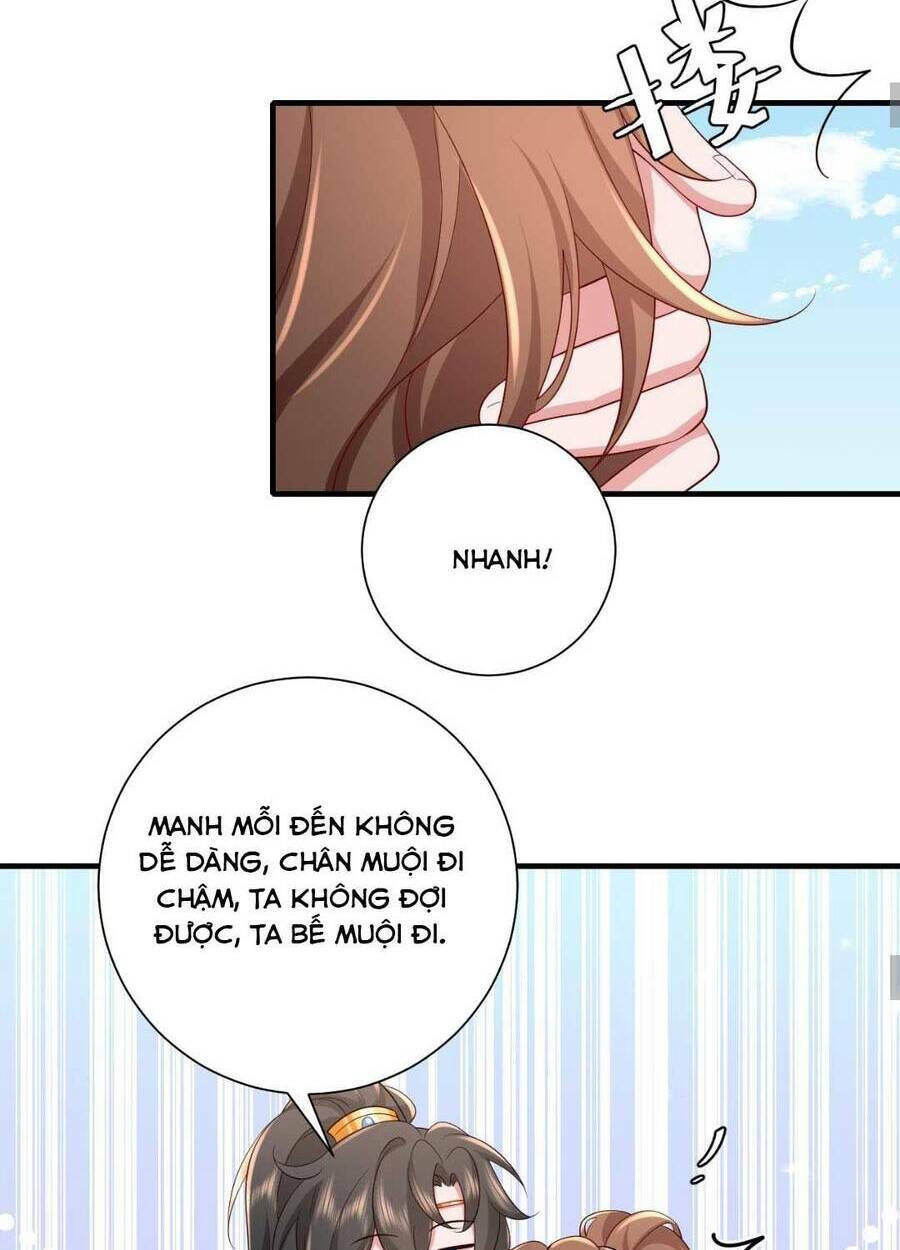 搂
NHANH!
MANH MỖI ĐẾN KHÔNG
DỄ DÀNG, CHÂN MUỘI ĐI
CHẬM, TA KHÔNG ĐỢI
ĐƯỢC, TA BẾ MUỘI ĐI.